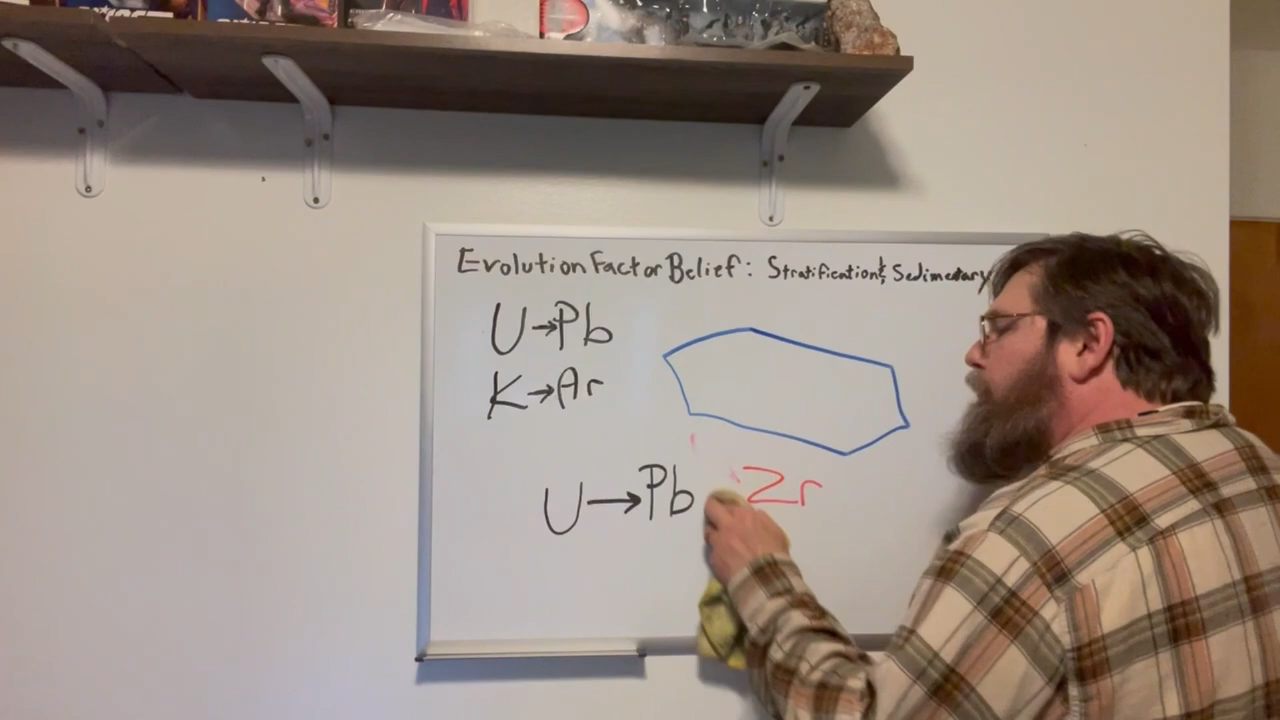 Evolution Fact or Belief: Stratification & Sedimentary
U→Pb
K→Ar
U→Pb Zr